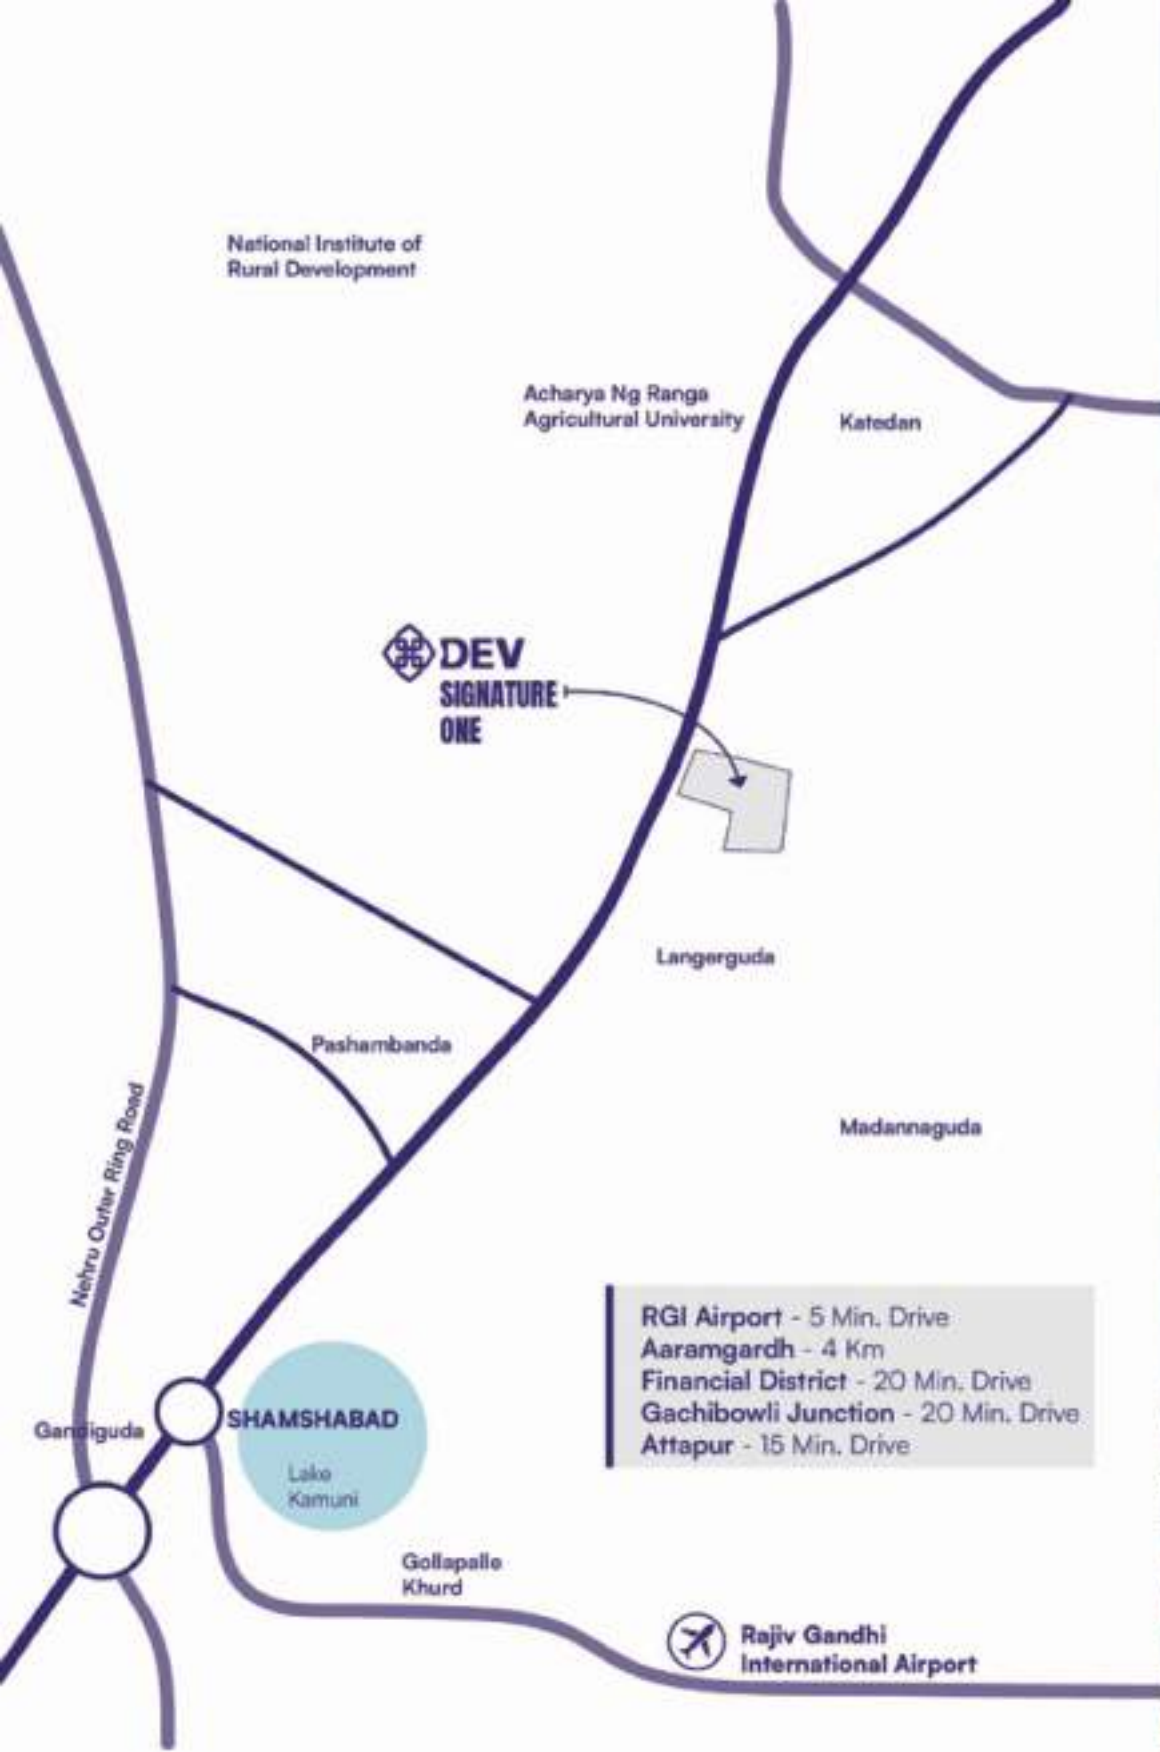 National Institute of
Rural Development
Acharya Ng Ranga
Agricultural University
Katedan
DEV
SIGNATURE
ONE
Langerguda
Pashambanda
Madannaguda
Nehru Outer Ring Road
RGI Airport - 5 Min. Drive
Aaramgardh - 4 Km
Financial District - 20 Min. Drive
Gachibowli Junction - 20 Min. Drive
Attapur - 15 Min. Drive
SHAMSHABAD
Gandiguda
Lake
Kamuni
Gollapalle
Khurd
Rajiv Gandhi
International Airport